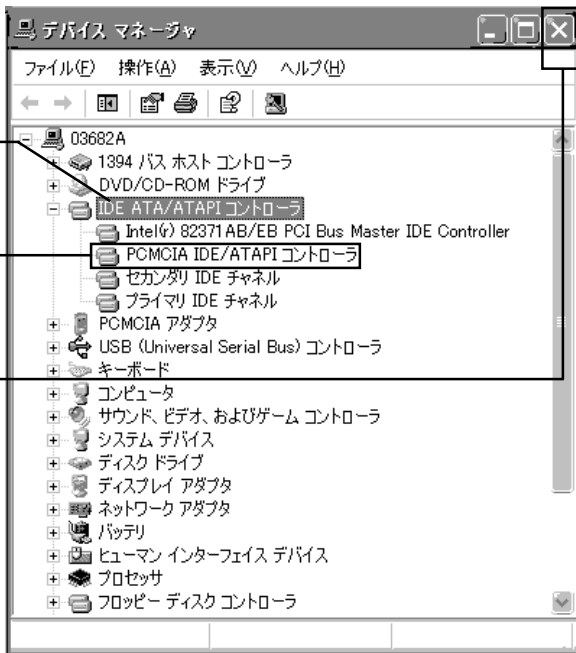 デバイス マネージャ
ファイル(F) 操作(A) 表示(V) ヘルプ(H)
03682A
1394 バス ホスト コントローラ
DVD/CD-ROM ドライブ
IDE ATA/ATAPI コントローラ
Intel(r) 82371AB/EB PCI Bus Master IDE Controller
PCMCIA IDE/ATAPI コントローラ
セカンダリ IDE チャネル
プライマリ IDE チャネル
PCMCIA アダプタ
USB (Universal Serial Bus) コントローラ
キーボード
コンピュータ
サウンド、ビデオ、およびゲーム コントローラ
システム デバイス
ディスク ドライブ
ディスプレイ アダプタ
ネットワーク アダプタ
バッテリ
ヒューマン インターフェイス デバイス
プロセッサ
フロッピー ディスク コントローラ